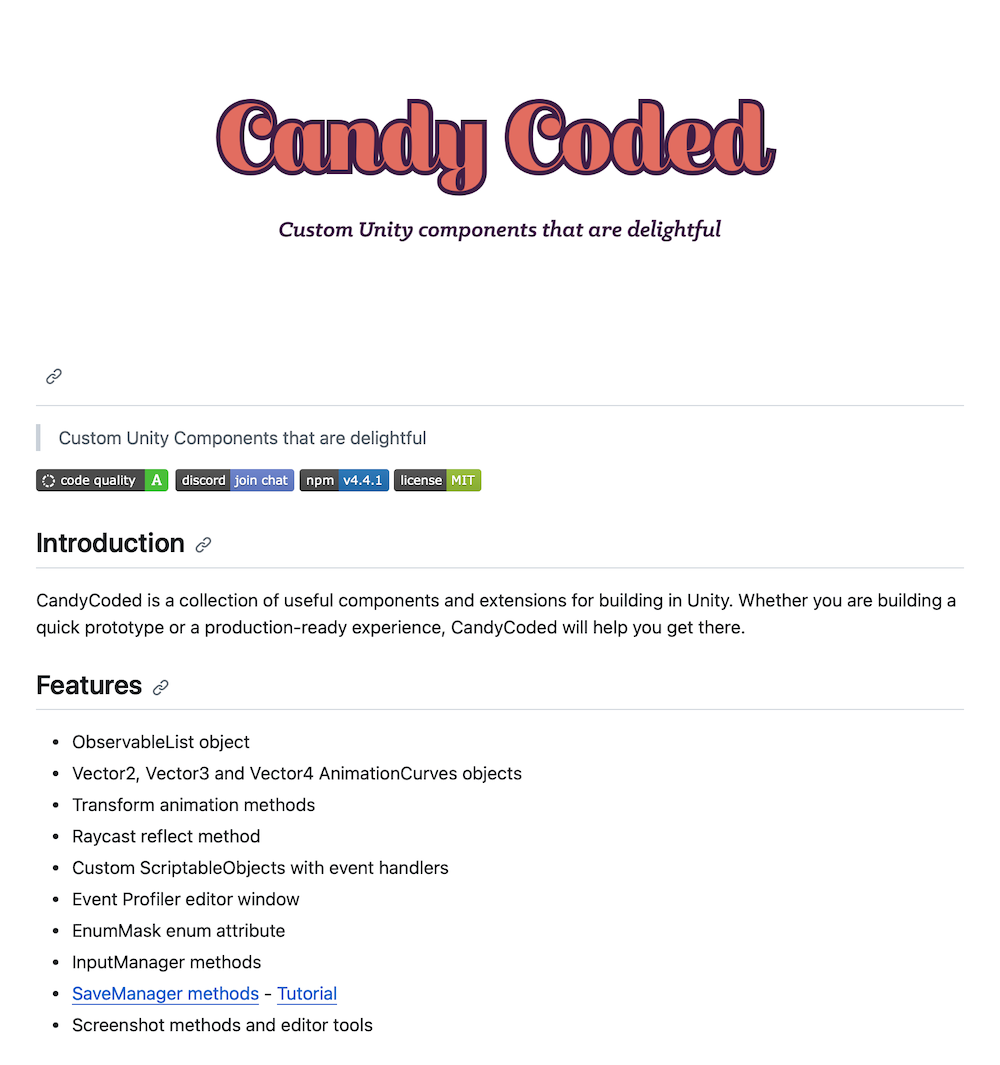 Candy Coded
Custom Unity components that are delightful
Custom Unity Components that are delightful
code quality A discord join chat npm v4.4.1 license MIT
Introduction
CandyCoded is a collection of useful components and extensions for building in Unity. Whether you are building a
quick prototype or a production-ready experience, CandyCoded will help you get there.
Features
• ObservableList object
• Vector2, Vector3 and Vector4 AnimationCurves objects
• Transform animation methods
• Raycast reflect method
• Custom ScriptableObjects with event handlers
• Event Profiler editor window
• EnumMask enum attribute
• InputManager methods
• SaveManager methods - Tutorial
• Screenshot methods and editor tools